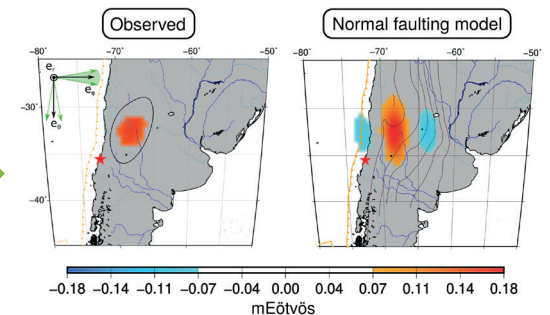 Observed
Normal faulting model
−80˚ −70˚ −60˚ −50˚
−80˚ −70˚ −60˚ −50˚
e_r
e_φ
e_θ
−30˚
−40˚
−0.18 −0.14 −0.11 −0.07 −0.04 0.00 0.04 0.07 0.11 0.14 0.18
mEötvös